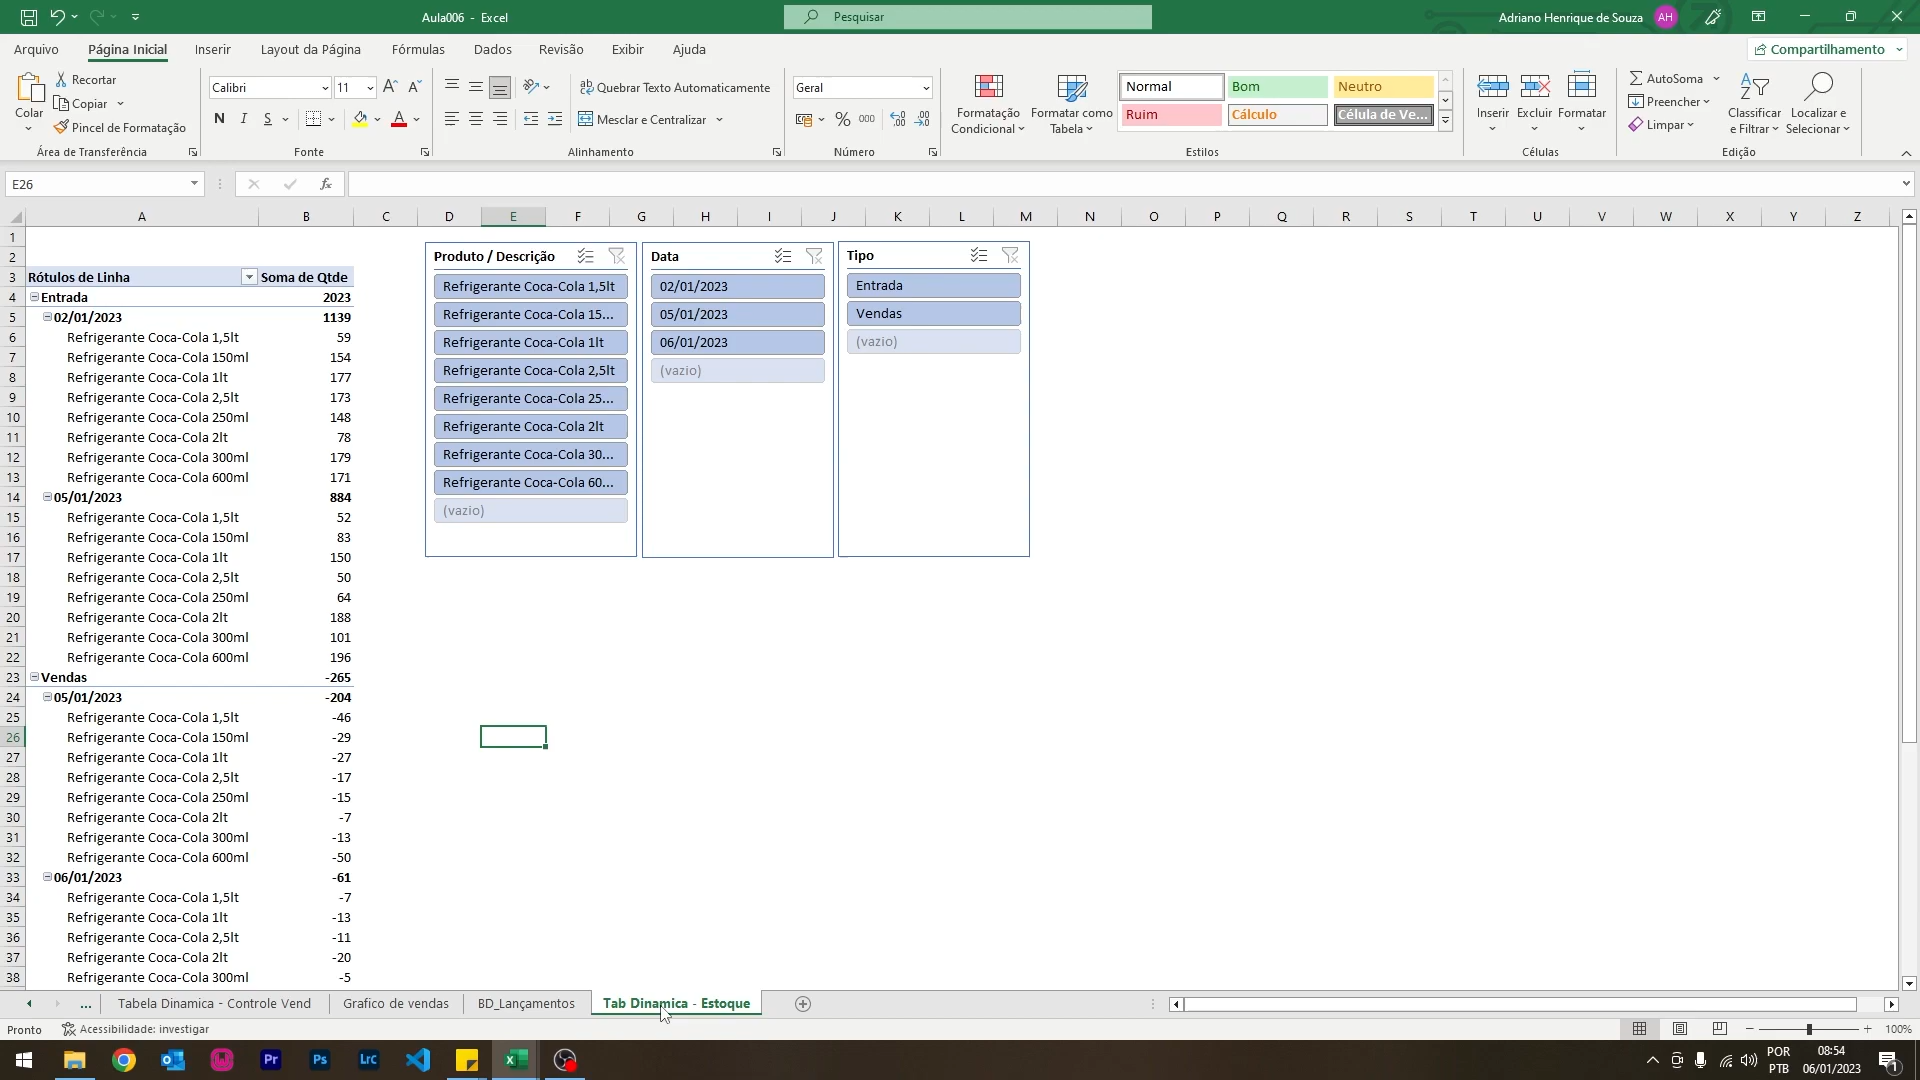 Aula006 - Excel
Pesquisar
Adriano Henrique de Souza
AH
Arquivo
Página Inicial
Inserir
Layout da Página
Fórmulas
Dados
Revisão
Exibir
Ajuda
Compartilhamento
Colar
Recortar
Copiar
Pincel de Formatação
Área de Transferência
Calibri
11
N I S
Fonte
Quebrar Texto Automaticamente
Mesclar e Centralizar
Alinhamento
Geral
% 000
Número
Formatação Condicional
Formatar como Tabela
Normal
Bom
Neutro
Ruim
Cálculo
Célula de Ve...
Estilos
Inserir
Excluir
Formatar
Células
AutoSoma
Preencher
Limpar
Classificar e Filtrar
Localizar e Selecionar
Edição
E26
fx
A B C D E F G H I J K L M N O P Q R S T U V W X Y Z
1
2
3 Rótulos de Linha Soma de Qtde
4 Entrada 2023
5 02/01/2023 1139
6 Refrigerante Coca-Cola 1,5lt 59
7 Refrigerante Coca-Cola 150ml 154
8 Refrigerante Coca-Cola 1lt 177
9 Refrigerante Coca-Cola 2,5lt 173
10 Refrigerante Coca-Cola 250ml 148
11 Refrigerante Coca-Cola 2lt 78
12 Refrigerante Coca-Cola 300ml 179
13 Refrigerante Coca-Cola 600ml 171
14 05/01/2023 884
15 Refrigerante Coca-Cola 1,5lt 52
16 Refrigerante Coca-Cola 150ml 83
17 Refrigerante Coca-Cola 1lt 150
18 Refrigerante Coca-Cola 2,5lt 50
19 Refrigerante Coca-Cola 250ml 64
20 Refrigerante Coca-Cola 2lt 188
21 Refrigerante Coca-Cola 300ml 101
22 Refrigerante Coca-Cola 600ml 196
23 Vendas -265
24 05/01/2023 -204
25 Refrigerante Coca-Cola 1,5lt -46
26 Refrigerante Coca-Cola 150ml -29
27 Refrigerante Coca-Cola 1lt -27
28 Refrigerante Coca-Cola 2,5lt -17
29 Refrigerante Coca-Cola 250ml -15
30 Refrigerante Coca-Cola 2lt -7
31 Refrigerante Coca-Cola 300ml -13
32 Refrigerante Coca-Cola 600ml -50
33 06/01/2023 -61
34 Refrigerante Coca-Cola 1,5lt -7
35 Refrigerante Coca-Cola 1lt -13
36 Refrigerante Coca-Cola 2,5lt -11
37 Refrigerante Coca-Cola 2lt -20
38 Refrigerante Coca-Cola 300ml -5
Produto / Descrição
Refrigerante Coca-Cola 1,5lt
Refrigerante Coca-Cola 15...
Refrigerante Coca-Cola 1lt
Refrigerante Coca-Cola 2,5lt
Refrigerante Coca-Cola 25...
Refrigerante Coca-Cola 2lt
Refrigerante Coca-Cola 30...
Refrigerante Coca-Cola 60...
(vazio)
Data
02/01/2023
05/01/2023
06/01/2023
(vazio)
Tipo
Entrada
Vendas
(vazio)
...
Tabela Dinamica - Controle Vend
Grafico de vendas
BD_Lançamentos
Tab Dinamica - Estoque
Pronto
Acessibilidade: investigar
100%
Pr
Ps
Lrc
POR
PTB
08:54
06/01/2023
1